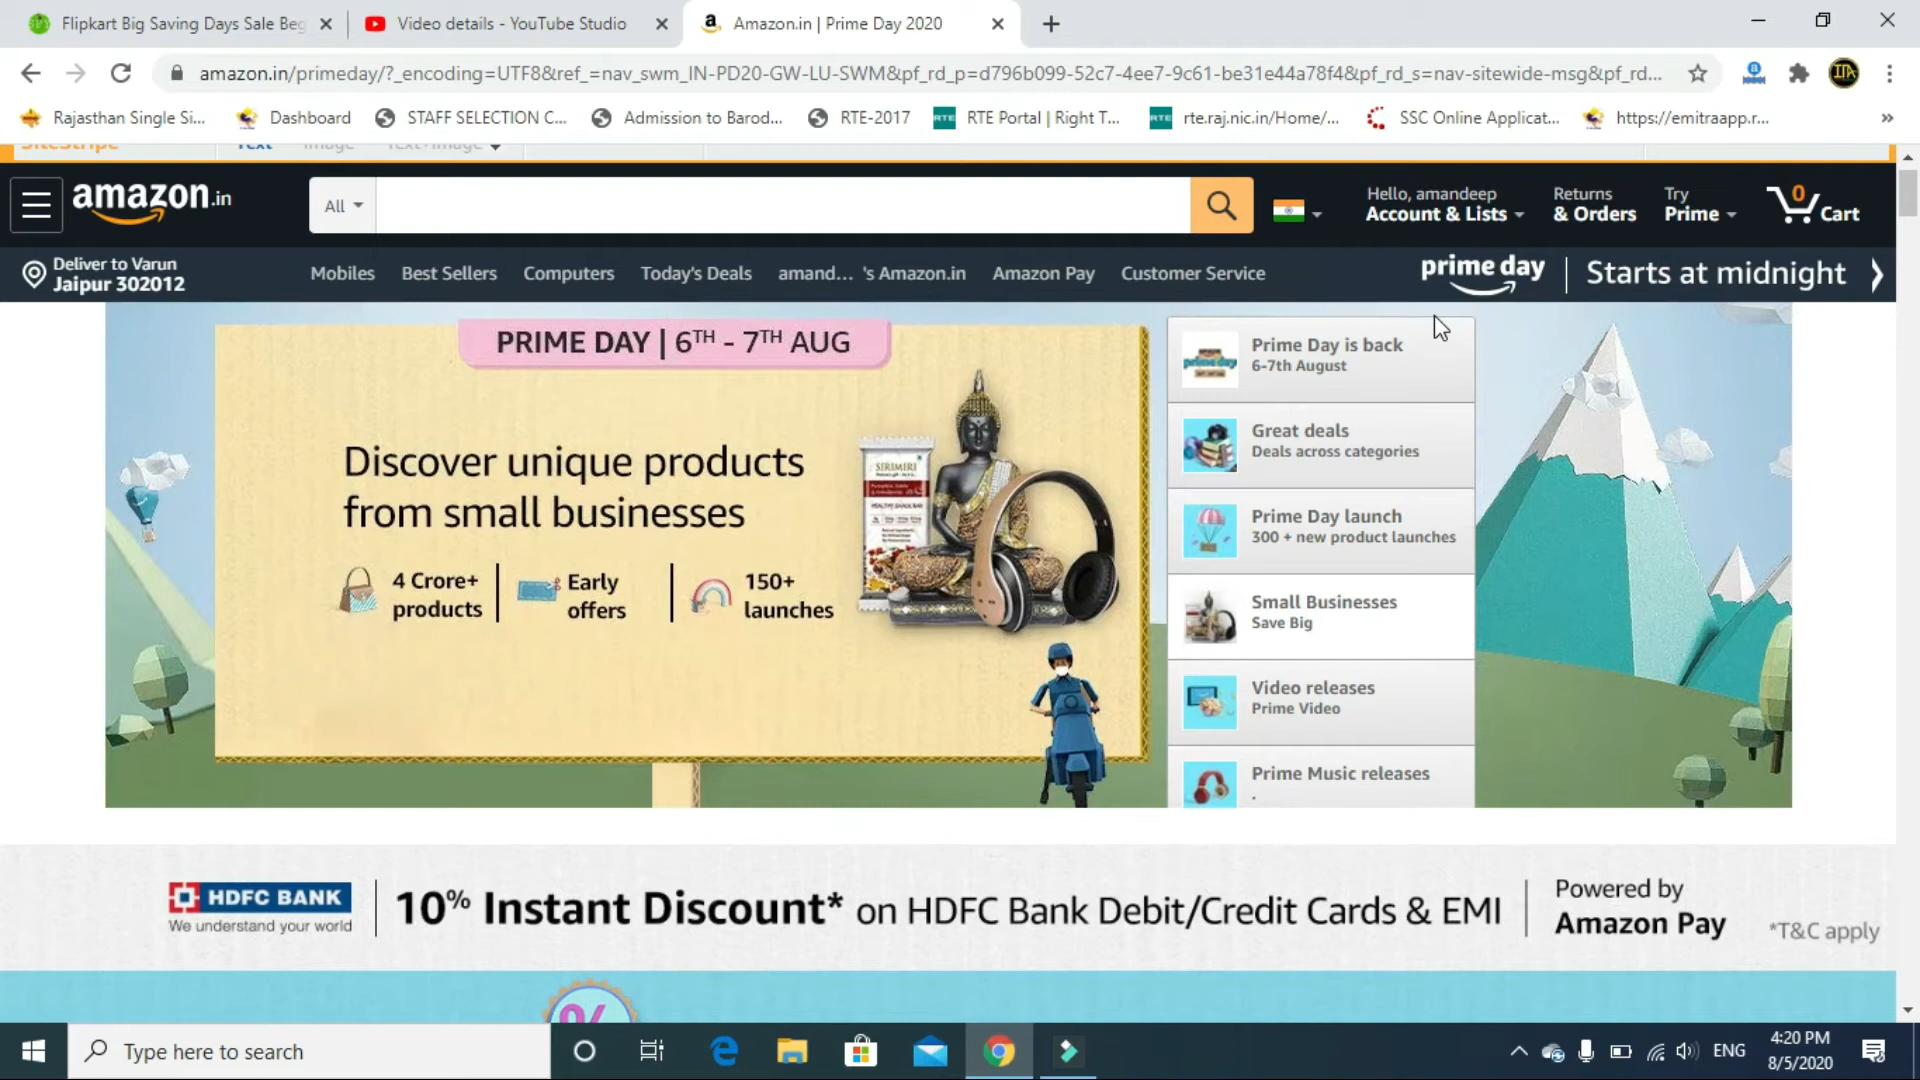 Flipkart Big Saving Days Sale Beg
Video details - YouTube Studio
Amazon.in | Prime Day 2020
amazon.in/primeday/?_encoding=UTF8&ref_=nav_swm_IN-PD20-GW-LU-SWM&pf_rd_p=d796b099-52c7-4ee7-9c61-be31e44a78f4&pf_rd_s=nav-sitewide-msg&pf_rd...
Rajasthan Single Si...
Dashboard
STAFF SELECTION C...
Admission to Barod...
RTE-2017
RTE Portal | Right T...
rte.raj.nic.in/Home/...
SSC Online Applicat...
https://emitraapp.r...
»
SiteStripe
Text
Image
Text+Image
amazon.in
All
Hello, amandeep
Account & Lists
Returns
& Orders
Try
Prime
0
Cart
Deliver to Varun
Jaipur 302012
Mobiles
Best Sellers
Computers
Today's Deals
amand... 's Amazon.in
Amazon Pay
Customer Service
prime day
Starts at midnight
PRIME DAY | 6TH - 7TH AUG
Discover unique products
from small businesses
4 Crore+
products
Early
offers
150+
launches
SIRIMIRI
Prime Day is back
6-7th August
Great deals
Deals across categories
Prime Day launch
300 + new product launches
Small Businesses
Save Big
Video releases
Prime Video
Prime Music releases
.
HDFC BANK
We understand your world
10% Instant Discount* on HDFC Bank Debit/Credit Cards & EMI
Powered by
Amazon Pay
*T&C apply
%
Type here to search
ENG
4:20 PM
8/5/2020